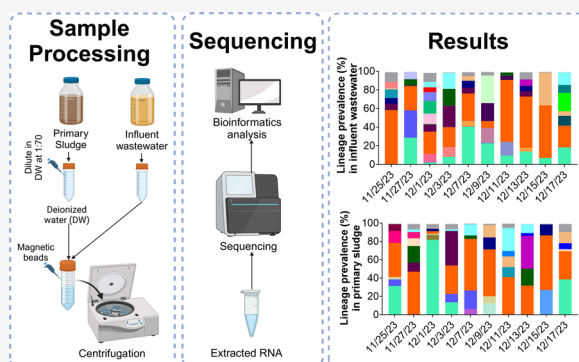 Sample
Processing
Primary
Sludge
Influent
wastewater
Dilute in
DW at 1:70
Deionized
water (DW)
Magnetic
beads
Centrifugation
Sequencing
Bioinformatics
analysis
Sequencing
Extracted RNA
Results
Lineage prevalence (%)
in influent wastewater
100
80
60
40
20
0
11/25/23
11/27/23
12/1/23
12/3/23
12/7/23
12/9/23
12/11/23
12/13/23
12/15/23
12/17/23
Lineage prevalence (%)
in primary sludge
100
80
60
40
20
0
11/25/23
11/27/23
12/1/23
12/3/23
12/7/23
12/9/23
12/11/23
12/13/23
12/15/23
12/17/23